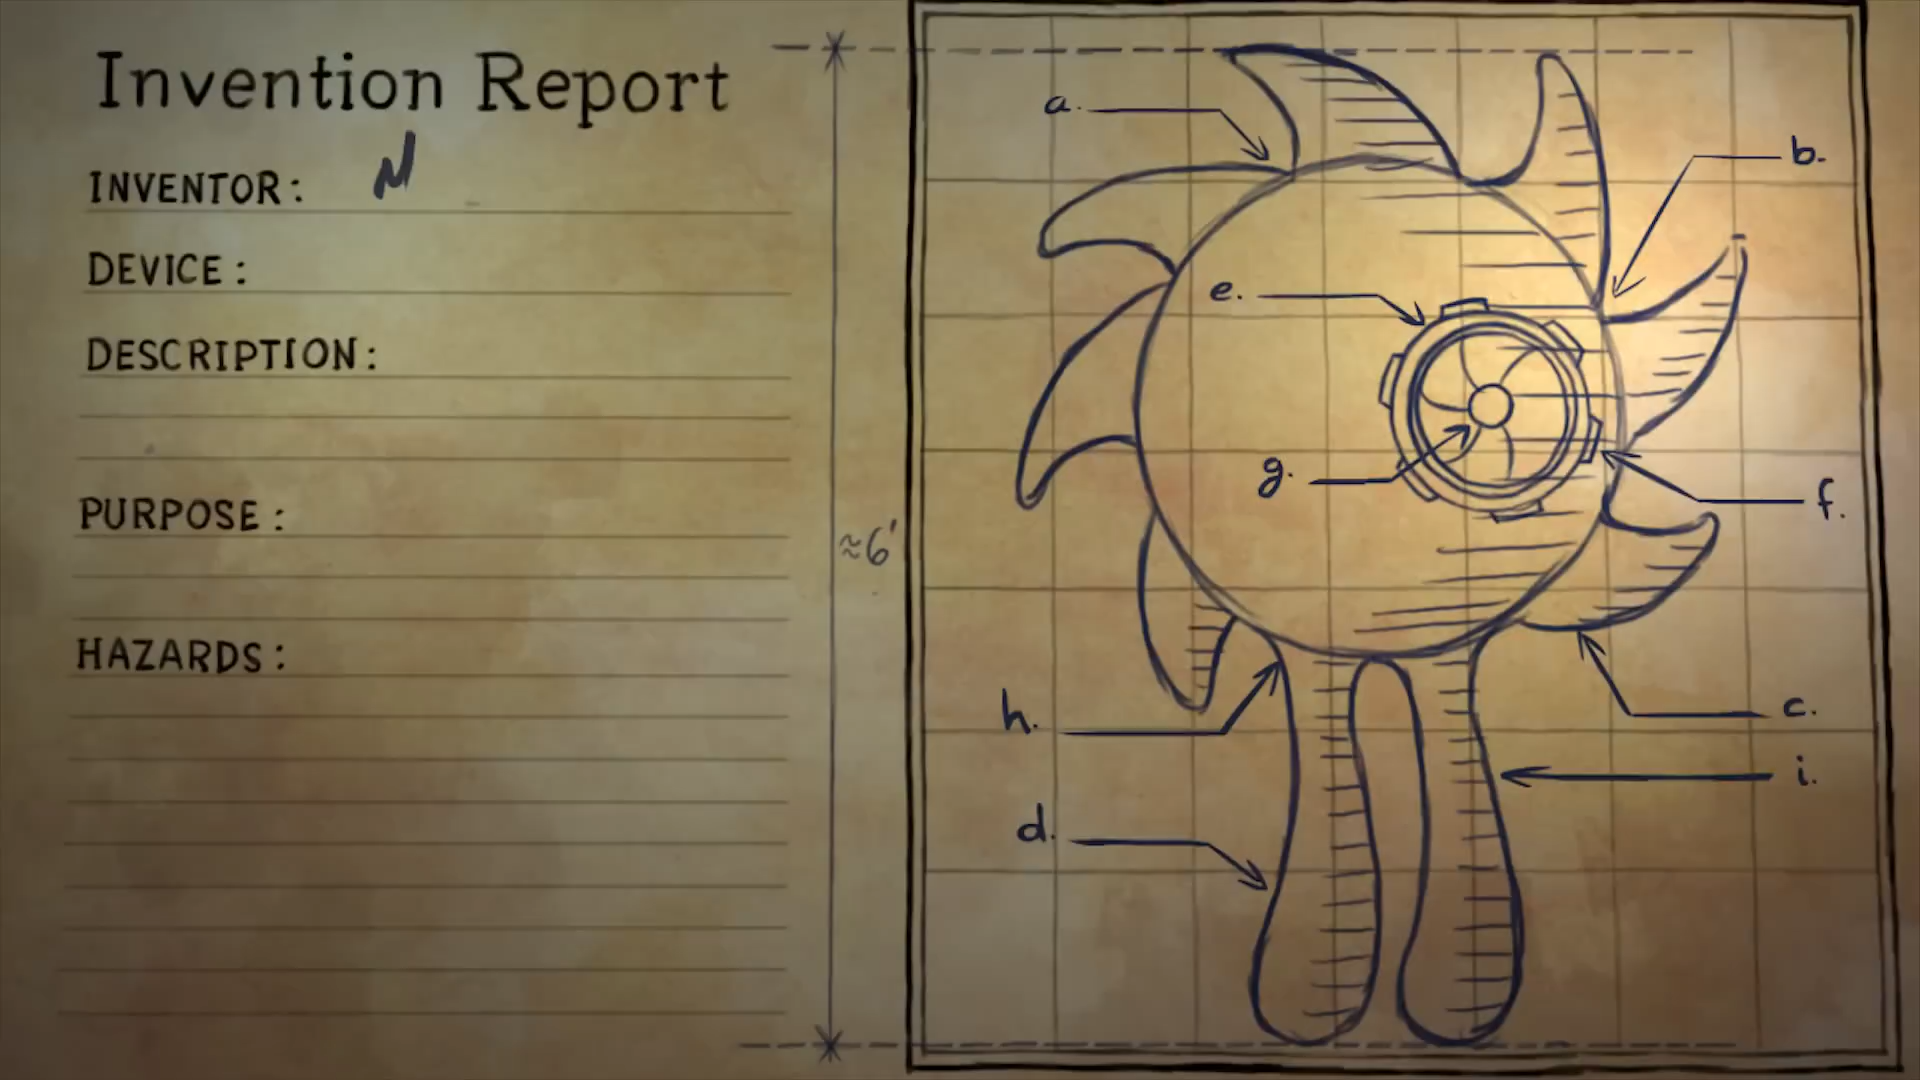 Invention Report
INVENTOR: N
DEVICE:
DESCRIPTION:
PURPOSE:
HAZARDS:
≈6'
a.
b.
e.
g.
f.
h.
c.
i.
d.